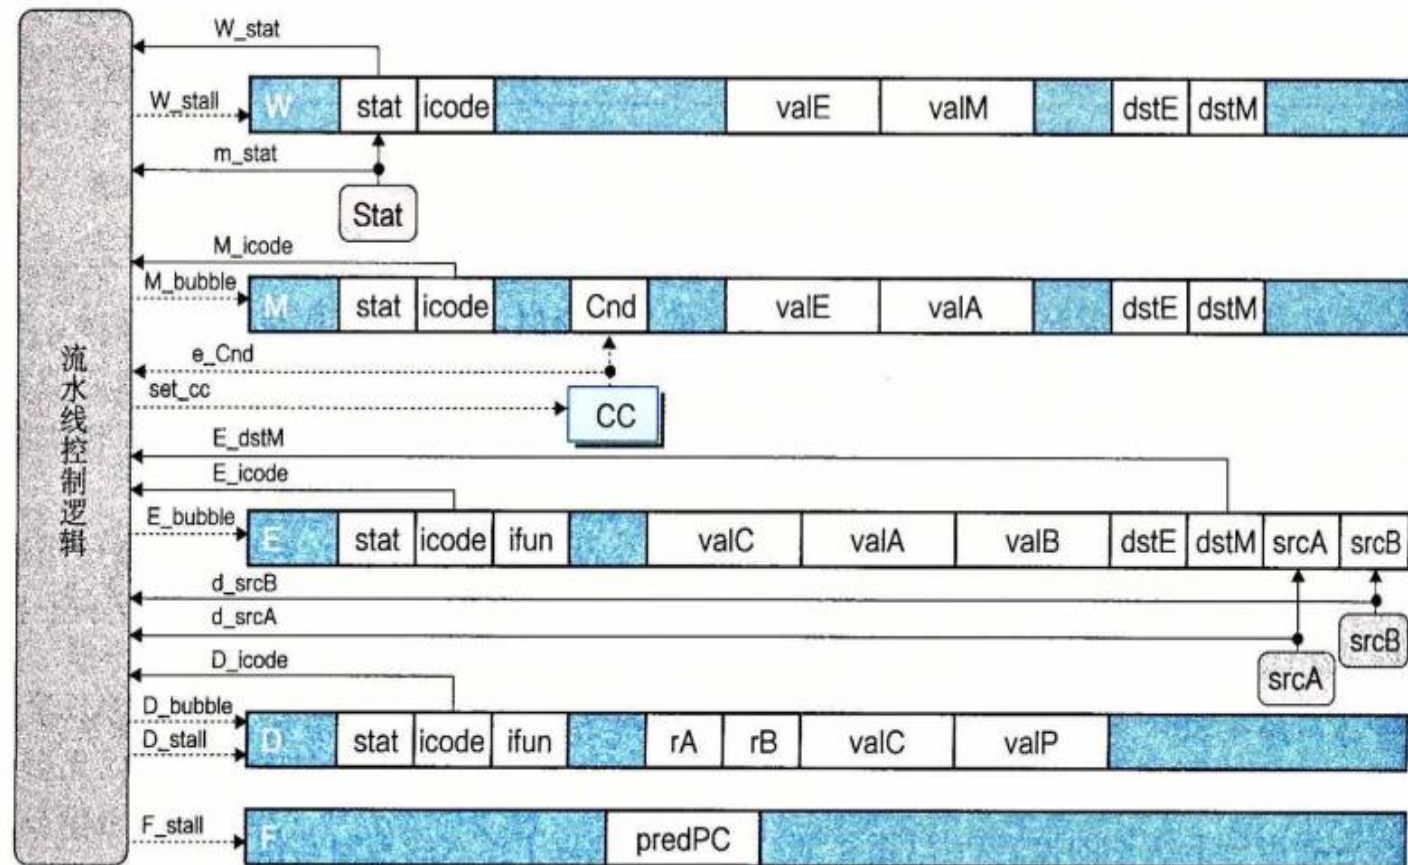 W_stat
W_stall
W stat icode valE valM dstE dstM
m_stat
Stat
M_icode
M_bubble
M stat icode Cnd valE valA dstE dstM
e_Cnd
set_cc
CC
E_dstM
E_icode
E_bubble
E stat icode ifun valC valA valB dstE dstM srcA srcB
d_srcB
d_srcA
srcB
D_icode
srcA
D_bubble
D_stall
D stat icode ifun rA rB valC valP
F_stall
F predPC
流水线控制逻辑